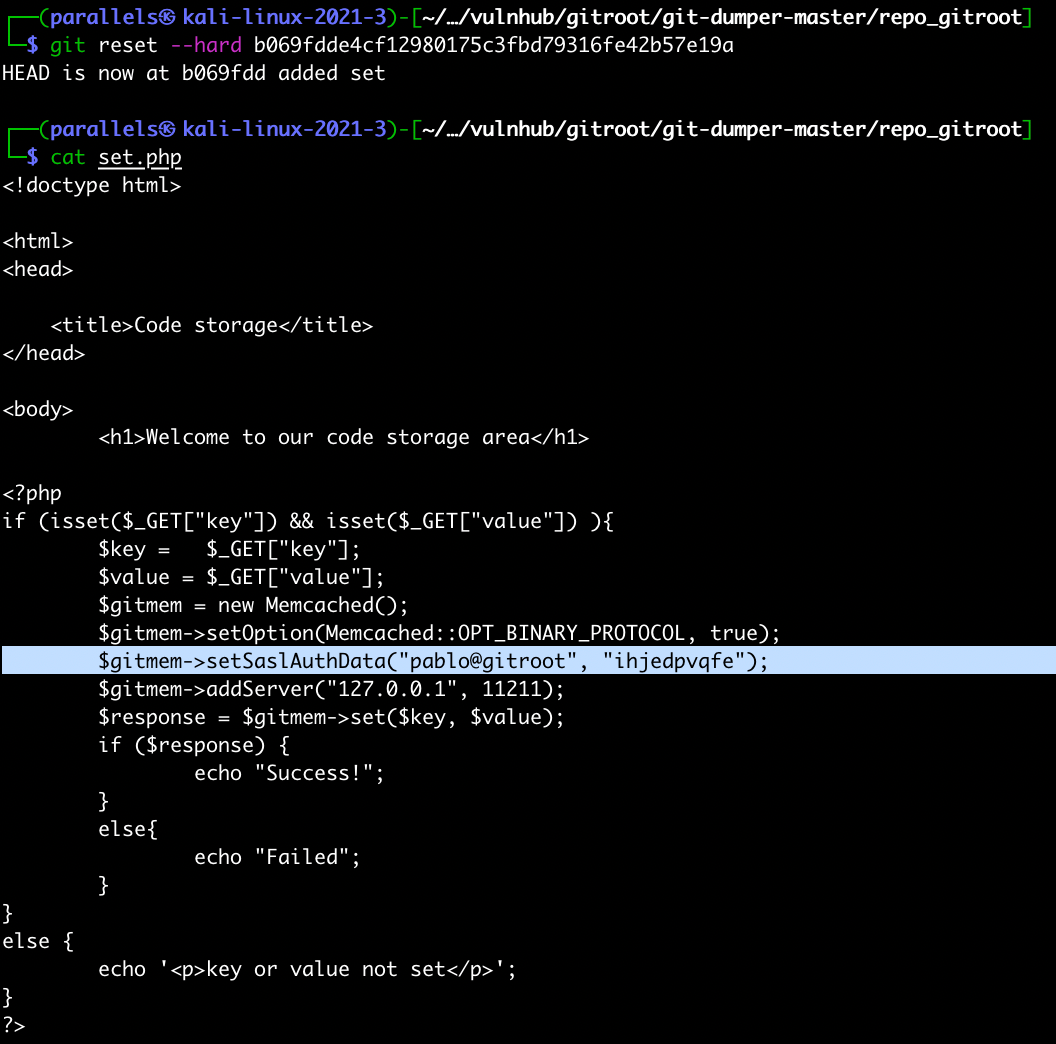 ┌──(parallels㉿kali-linux-2021-3)-[~/…/vulnhub/gitroot/git-dumper-master/repo_gitroot]
└─$ git reset --hard b069fdde4cf12980175c3fbd79316fe42b57e19a
HEAD is now at b069fdd added set
┌──(parallels㉿kali-linux-2021-3)-[~/…/vulnhub/gitroot/git-dumper-master/repo_gitroot]
└─$ cat set.php
<!doctype html>
<html>
<head>
<title>Code storage</title>
</head>
<body>
<h1>Welcome to our code storage area</h1>
<?php
if (isset($_GET["key"]) && isset($_GET["value"]) ){
$key =   $_GET["key"];
$value = $_GET["value"];
$gitmem = new Memcached();
$gitmem->setOption(Memcached::OPT_BINARY_PROTOCOL, true);
$gitmem->setSaslAuthData("pablo@gitroot", "ihjedpvqfe");
$gitmem->addServer("127.0.0.1", 11211);
$response = $gitmem->set($key, $value);
if ($response) {
echo "Success!";
}
else{
echo "Failed";
}
}
else {
echo '<p>key or value not set</p>';
}
?>